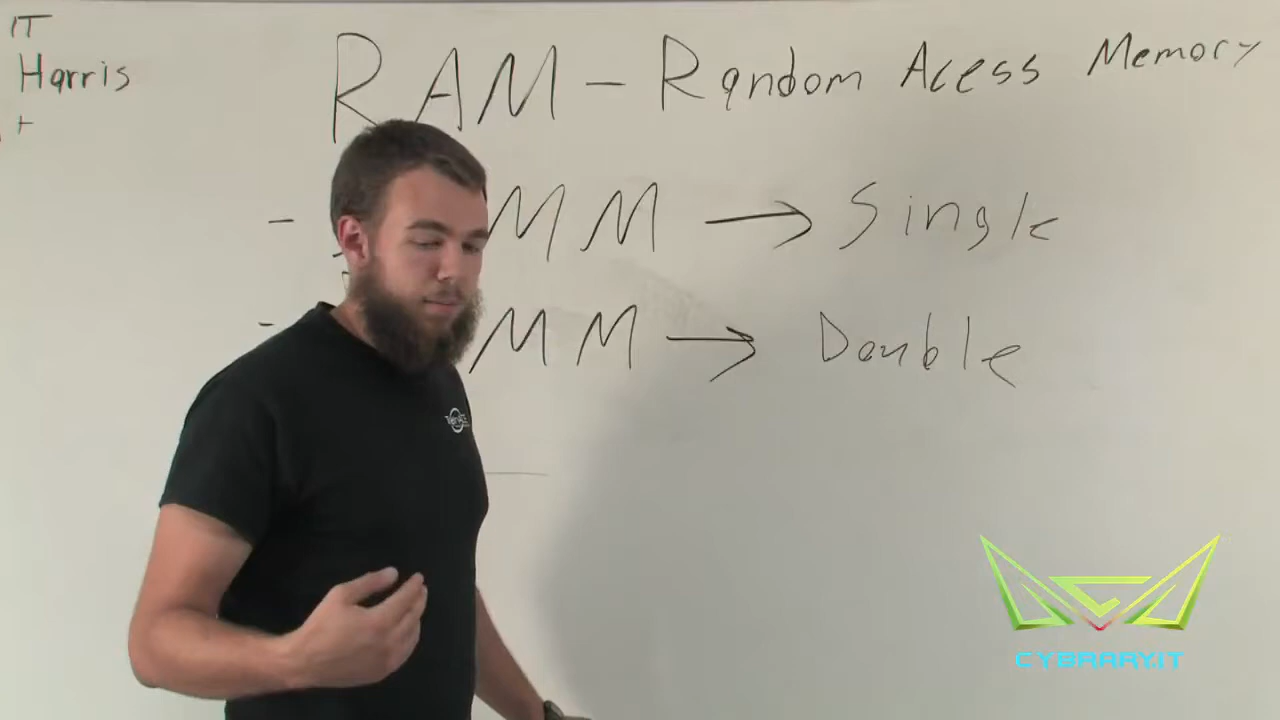 IT
Harris
+
RAM - Random Acess Memory
- MM → Single
- MM → Double
CYBRARY.IT